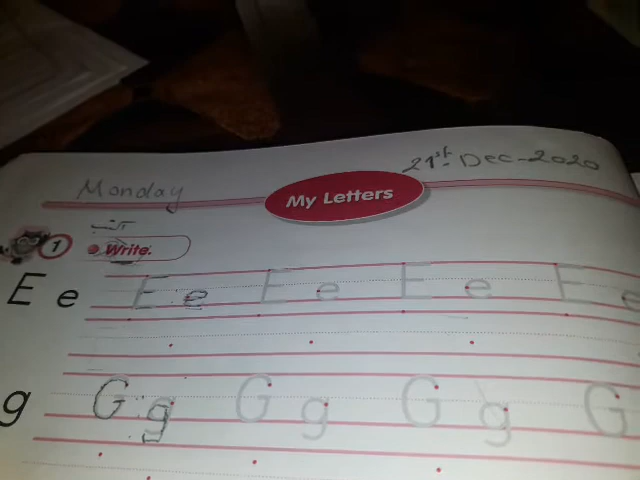 Monday
21st Dec-2020
My Letters
1
Write.
E e E e E e E e E e
g G g G g G g G